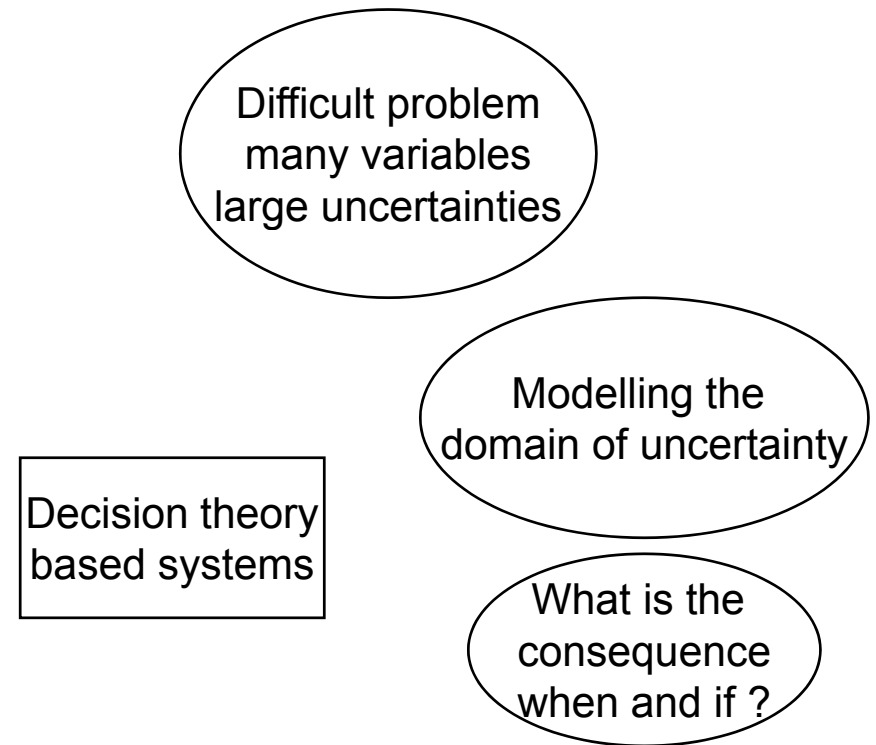 Difficult problem
many variables
large uncertainties
Modelling the
domain of uncertainty
Decision theory
based systems
What is the
consequence
when and if ?